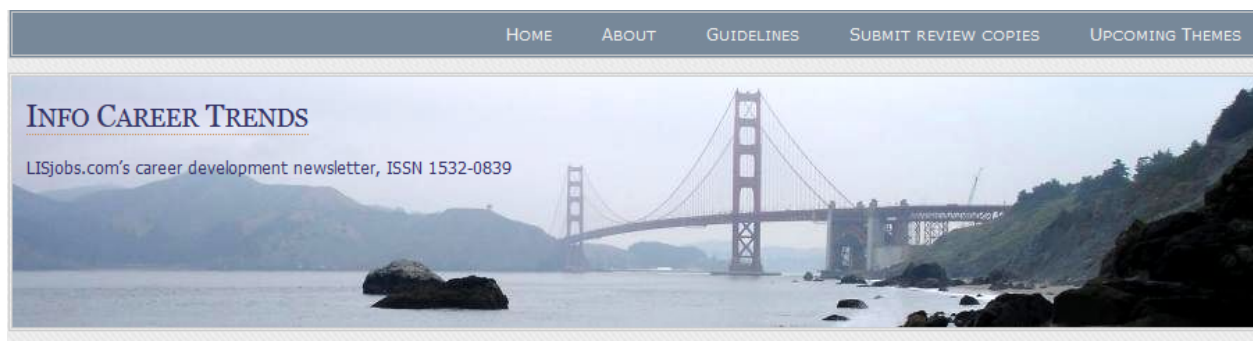 Home About Guidelines Submit review copies Upcoming Themes
Info Career Trends
LISjobs.com's career development newsletter, ISSN 1532-0839